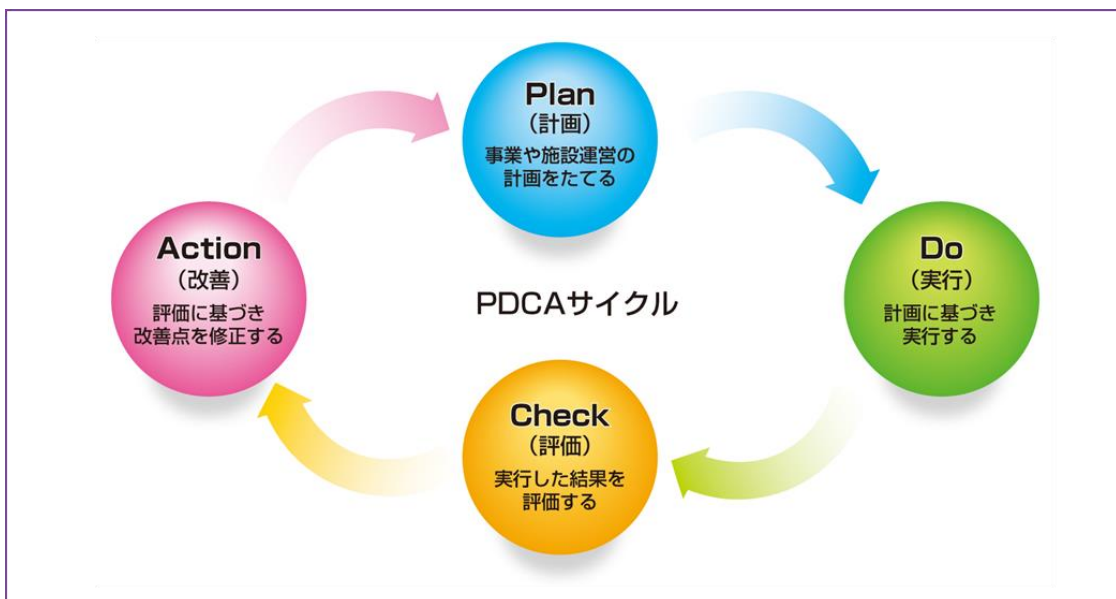 Plan
（計画）
事業や施設運営の
計画をたてる
Action
（改善）
評価に基づき
改善点を修正する
PDCAサイクル
Do
（実行）
計画に基づき
実行する
Check
（評価）
実行した結果を
評価する